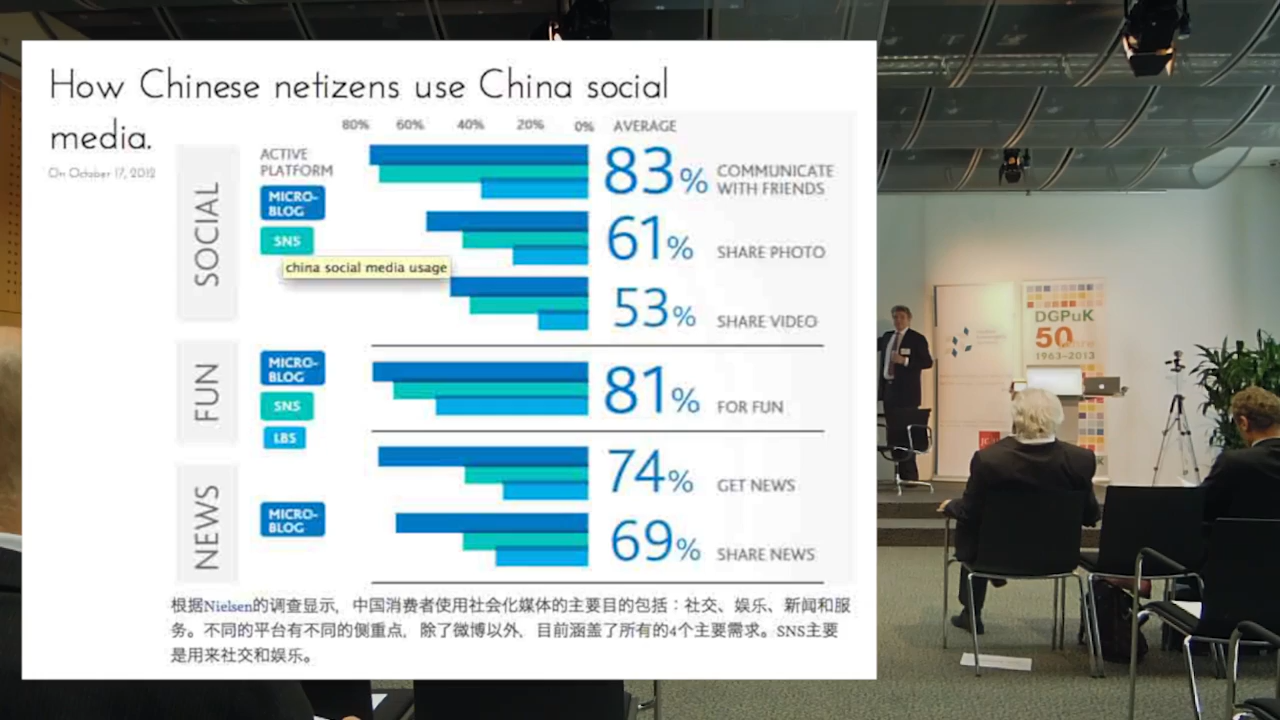 How Chinese netizens use China social
media.
On October 17, 2012
80% 60% 40% 20% 0% AVERAGE
SOCIAL
ACTIVE
PLATFORM
MICRO-
BLOG
SNS
china social media usage
83% COMMUNICATE
WITH FRIENDS
61% SHARE PHOTO
53% SHARE VIDEO
FUN
MICRO-
BLOG
SNS
LBS
81% FOR FUN
NEWS
MICRO-
BLOG
74% GET NEWS
69% SHARE NEWS
根据Nielsen的调查显示，中国消费者使用社会化媒体的主要目的包括：社交、娱乐、新闻和服
务。不同的平台有不同的侧重点，除了微博以外，目前涵盖了所有的4个主要需求。SNS主要
是用来社交和娱乐。
DGPuK
50
1963–2013